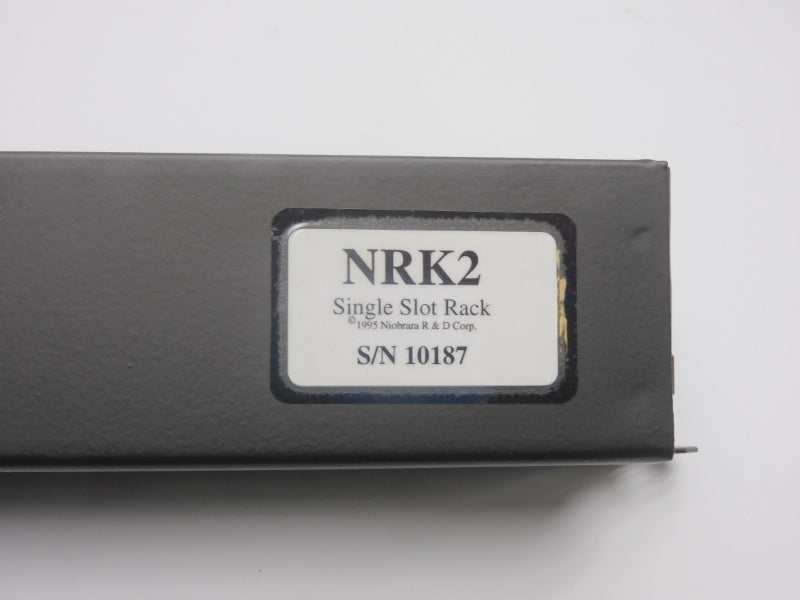 NRK2
Single Slot Rack
©1995 Niobrara R & D Corp.
S/N 10187